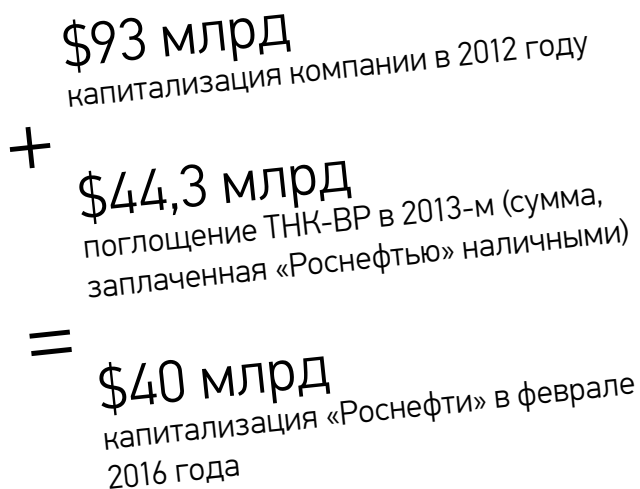 $93 млрд
капитализация компании в 2012 году
+
$44,3 млрд
поглощение ТНК-ВР в 2013-м (сумма,
заплаченная «Роснефтью» наличными)
=
$40 млрд
капитализация «Роснефти» в феврале
2016 года